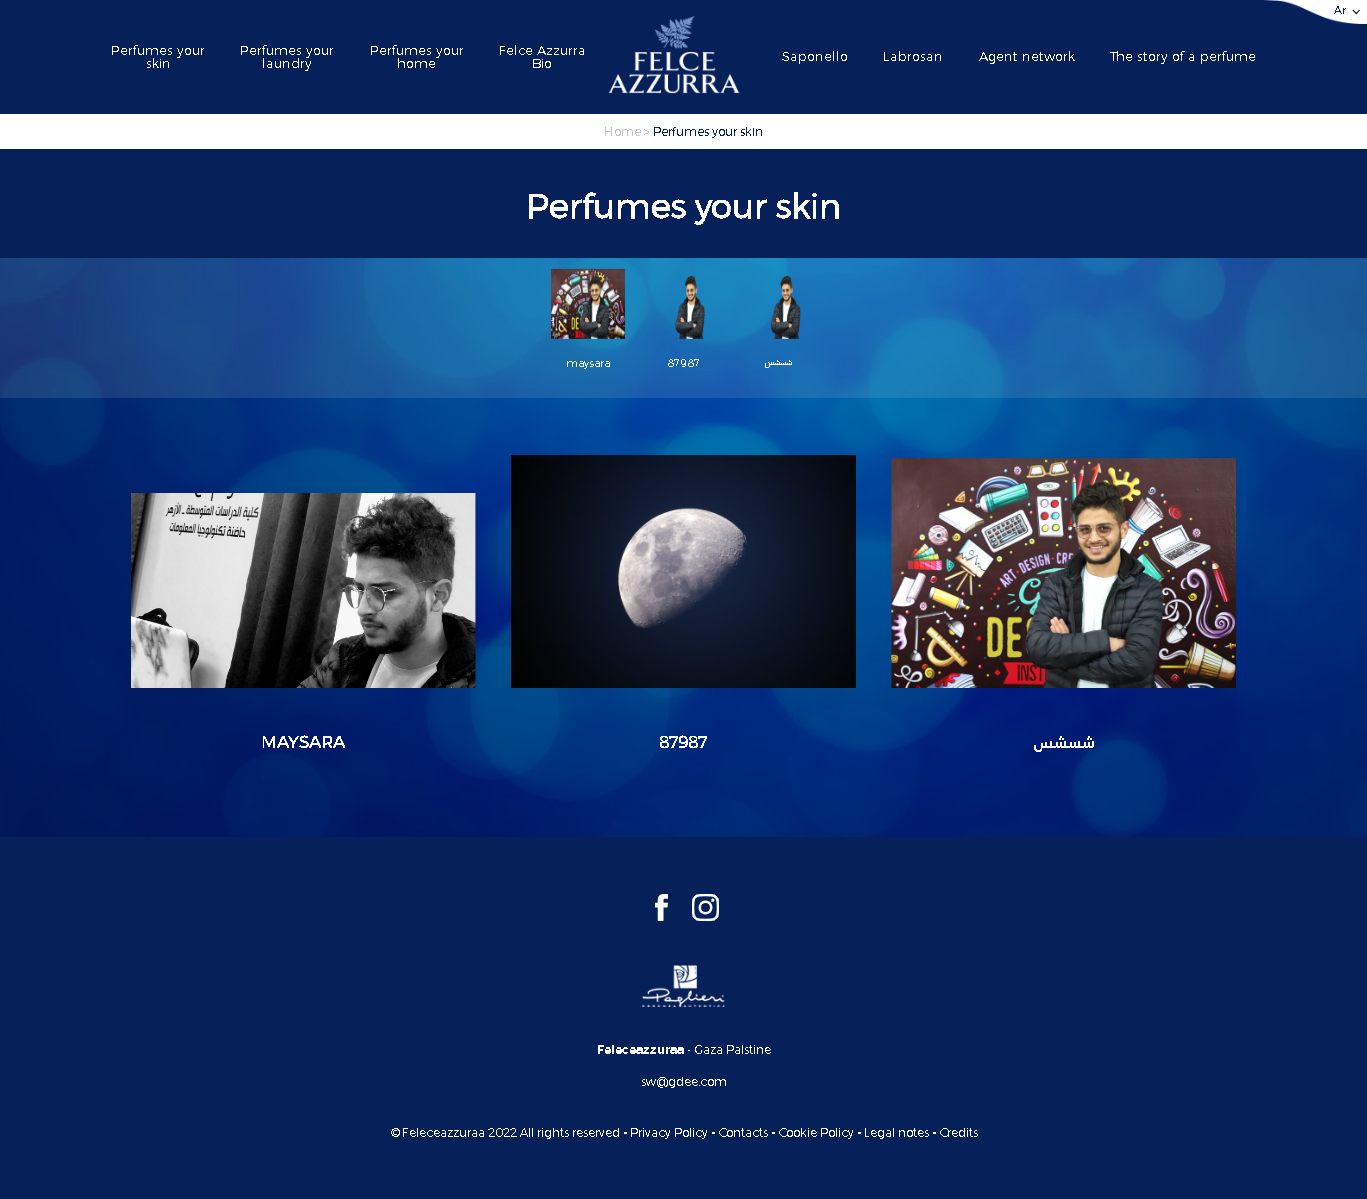 Ar
Perfumes your
skin
Perfumes your
laundry
Perfumes your
home
Felce Azzurra
Bio
FELCE
AZZURRA
Saponello
Labrosan
Agent network
The story of a perfume
Home > Perfumes your skin
Perfumes your skin
maysara
87987
شسشس
كلية الدراسات المتوسطة - الأزهر
حاضنة تكنولوجيا المعلومات
ART · DESIGN
DE
INST
MAYSARA
87987
شسشس
Paglieri
Feleceazzuraa - Gaza Palstine
sw@gdee.com
© Feleceazzuraa 2022 All rights reserved • Privacy Policy • Contacts • Cookie Policy • Legal notes • Credits